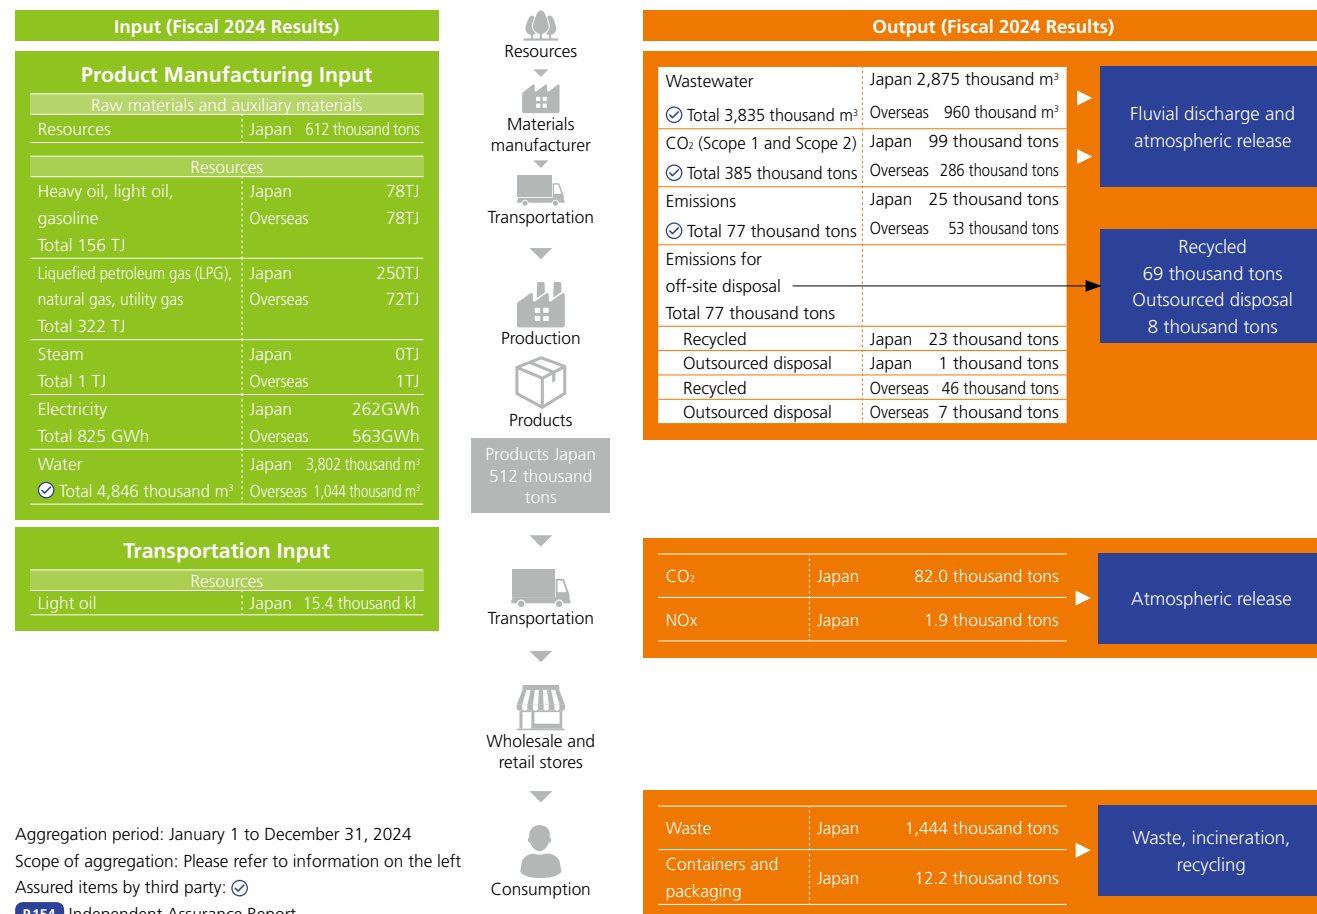 Input (Fiscal 2024 Results)
Product Manufacturing Input
Raw materials and auxiliary materials
Resources Japan 612 thousand tons
Resources
Heavy oil, light oil, Japan 78TJ
gasoline Overseas 78TJ
Total 156 TJ
Liquefied petroleum gas (LPG), Japan 250TJ
natural gas, utility gas Overseas 72TJ
Total 322 TJ
Steam Japan 0TJ
Total 1 TJ Overseas 1TJ
Electricity Japan 262GWh
Total 825 GWh Overseas 563GWh
Water Japan 3,802 thousand m³
Total 4,846 thousand m³ Overseas 1,044 thousand m³
Transportation Input
Resources
Light oil Japan 15.4 thousand kl
Aggregation period: January 1 to December 31, 2024
Scope of aggregation: Please refer to information on the left
Assured items by third party:
P.154 Independent Assurance Report
Resources
Materials
manufacturer
Transportation
Production
Products
Products Japan
512 thousand
tons
Transportation
Wholesale and
retail stores
Consumption
Output (Fiscal 2024 Results)
Wastewater Japan 2,875 thousand m³
Total 3,835 thousand m³ Overseas 960 thousand m³
CO₂ (Scope 1 and Scope 2) Japan 99 thousand tons
Total 385 thousand tons Overseas 286 thousand tons
Emissions Japan 25 thousand tons
Total 77 thousand tons Overseas 53 thousand tons
Emissions for
off-site disposal
Total 77 thousand tons
Recycled Japan 23 thousand tons
Outsourced disposal Japan 1 thousand tons
Recycled Overseas 46 thousand tons
Outsourced disposal Overseas 7 thousand tons
Fluvial discharge and
atmospheric release
Recycled
69 thousand tons
Outsourced disposal
8 thousand tons
CO₂ Japan 82.0 thousand tons
NOx Japan 1.9 thousand tons
Atmospheric release
Waste Japan 1,444 thousand tons
Containers and
packaging Japan 12.2 thousand tons
Waste, incineration,
recycling